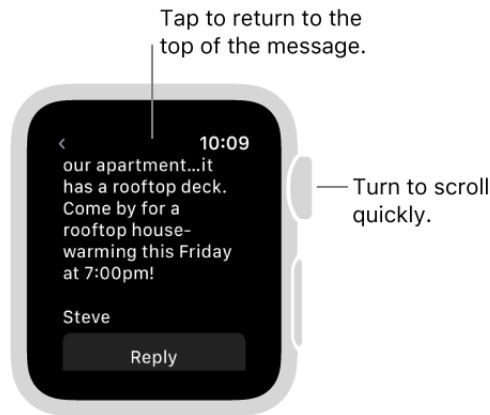 Tap to return to the
top of the message.
< 10:09
our apartment...it
has a rooftop deck.
Come by for a
rooftop house-
warming this Friday
at 7:00pm!
Steve
Reply
Turn to scroll
quickly.